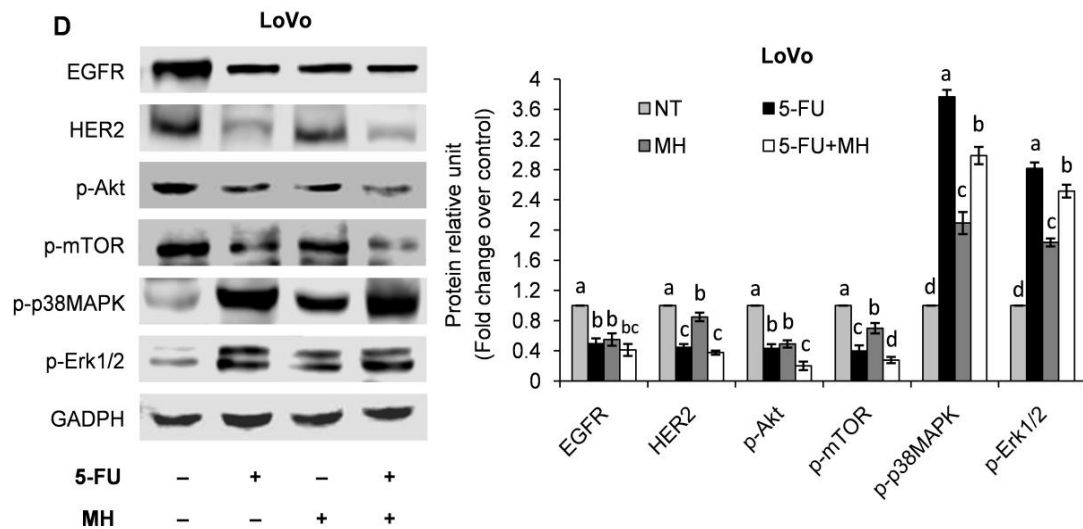 D
LoVo
EGFR
HER2
p-Akt
p-mTOR
p-p38MAPK
p-Erk1/2
GADPH
5-FU – + – +
MH – – + +
LoVo
Protein relative unit
(Fold change over control)
4
3.6
3.2
2.8
2.4
2
1.6
1.2
0.8
0.4
0
NT
5-FU
MH
5-FU+MH
a b b bc
a c b c
a b b c
a c b d
d a c b
d a c b
EGFR
HER2
p-Akt
p-mTOR
p-p38MAPK
p-Erk1/2